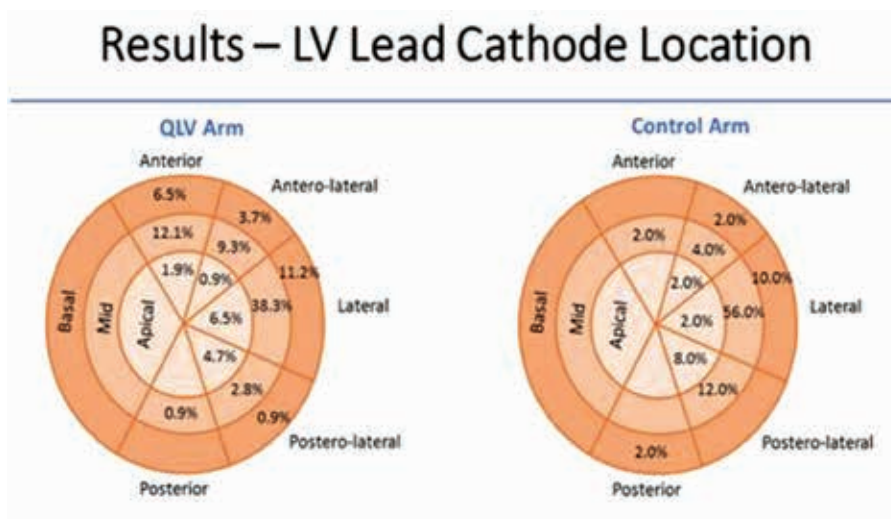 Results – LV Lead Cathode Location
QLV Arm
Anterior
Antero-lateral
6.5%
3.7%
12.1%
9.3%
1.9%
0.9%
11.2%
Basal
Mid
Apical
6.5%
38.3%
Lateral
4.7%
2.8%
0.9%
0.9%
Postero-lateral
Posterior
Control Arm
Anterior
Antero-lateral
2.0%
2.0%
4.0%
2.0%
10.0%
Basal
Mid
Apical
2.0%
56.0%
Lateral
8.0%
12.0%
2.0%
Postero-lateral
Posterior